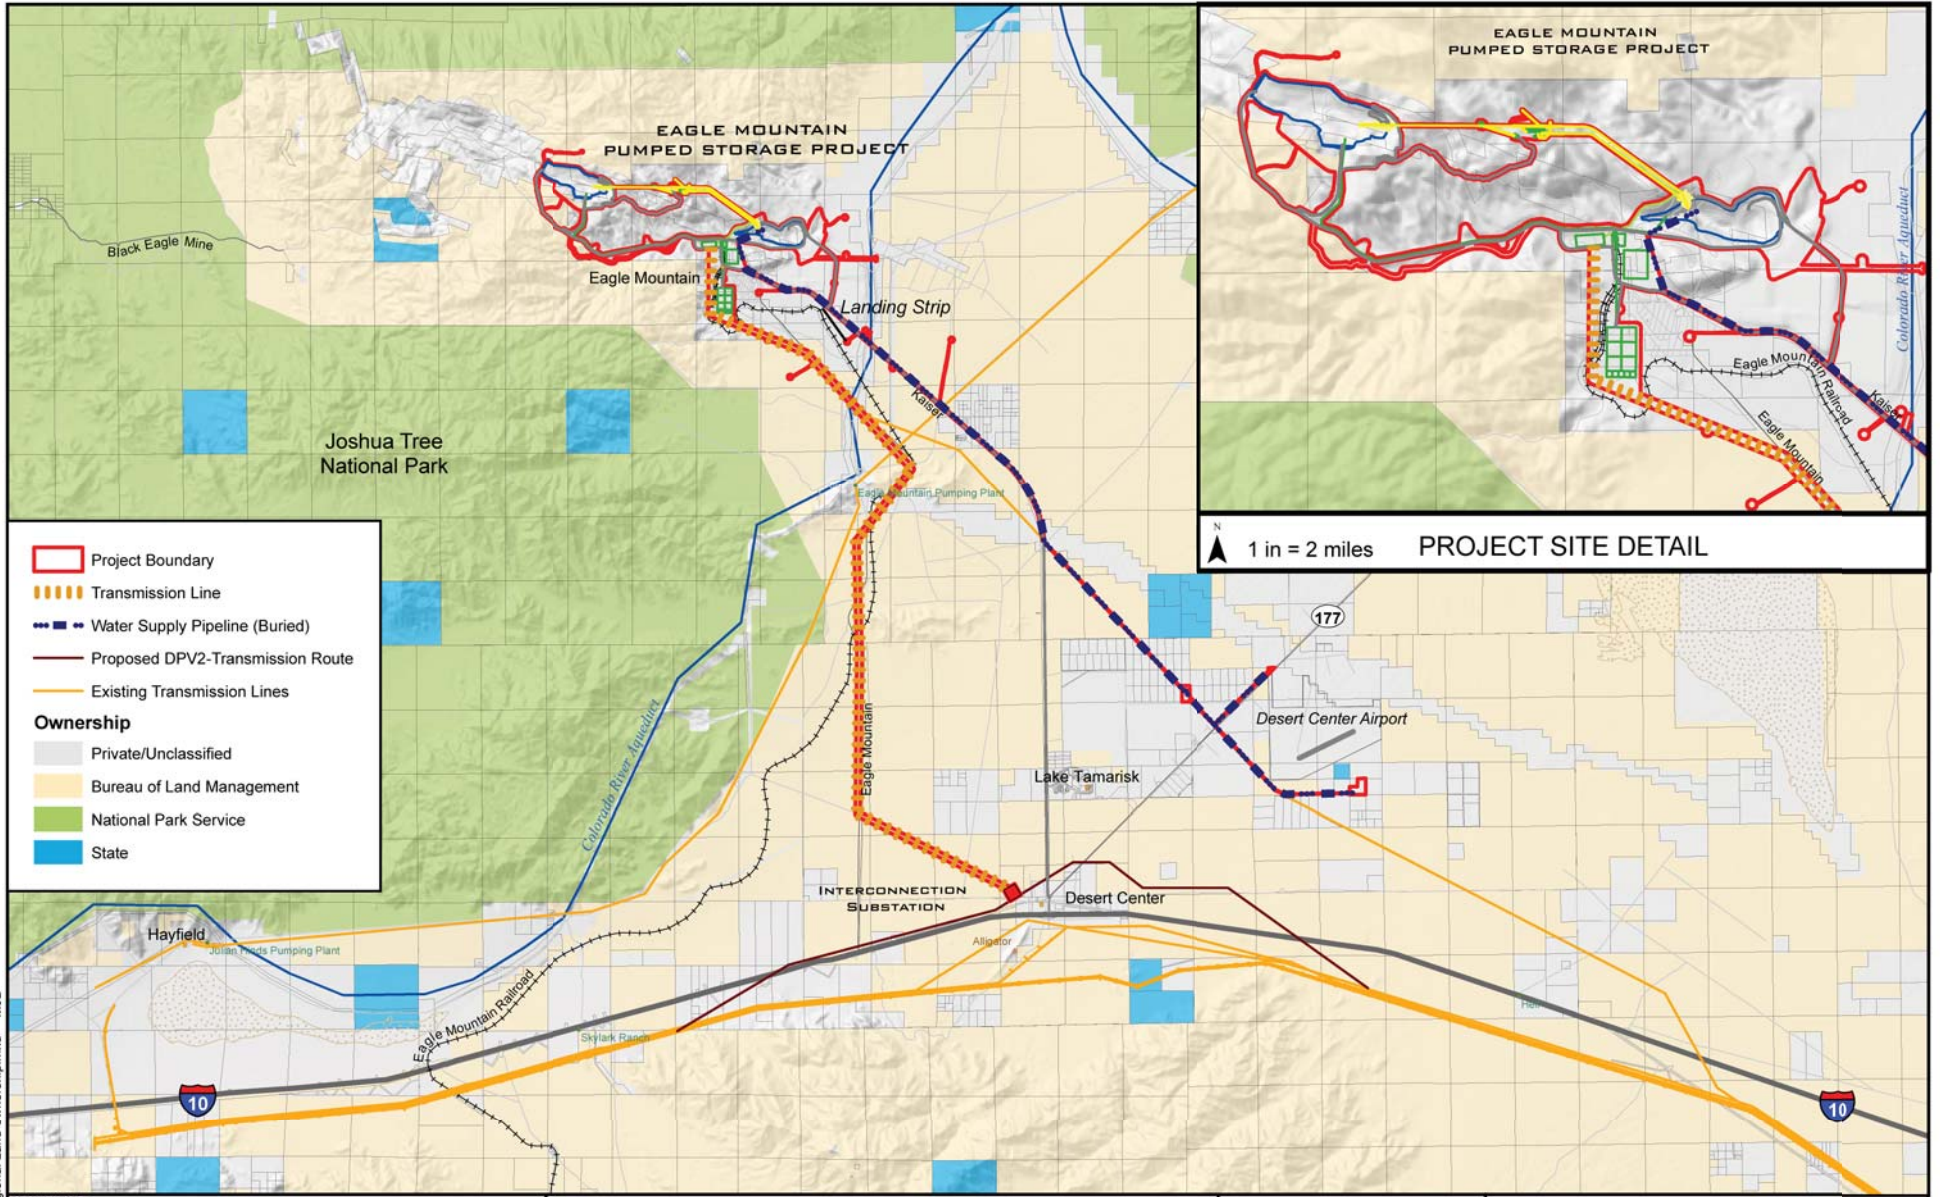 EAGLE MOUNTAIN
PUMPED STORAGE PROJECT
Black Eagle Mine
Eagle Mountain
Landing Strip
Kaiser
Joshua Tree
National Park
Eagle Mountain Pumping Plant
EAGLE MOUNTAIN
PUMPED STORAGE PROJECT
Colorado River Aqueduct
Eagle Mountain Railroad
Kaiser
Eagle Mountain
N
1 in = 2 miles
PROJECT SITE DETAIL
Project Boundary
Transmission Line
Water Supply Pipeline (Buried)
Proposed DPV2-Transmission Route
Existing Transmission Lines
Ownership
Private/Unclassified
Bureau of Land Management
National Park Service
State
177
Desert Center Airport
Lake Tamarisk
Eagle Mountain
Colorado River Aqueduct
INTERCONNECTION
SUBSTATION
Desert Center
Hayfield
Julian Hinds Pumping Plant
Alligator
Eagle Mountain Railroad
Skylark Ranch
10
10